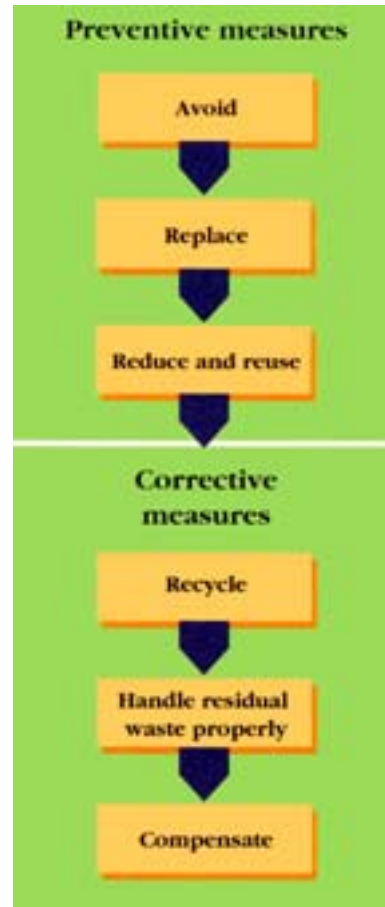 Preventive measures
Avoid
Replace
Reduce and reuse
Corrective
measures
Recycle
Handle residual
waste properly
Compensate